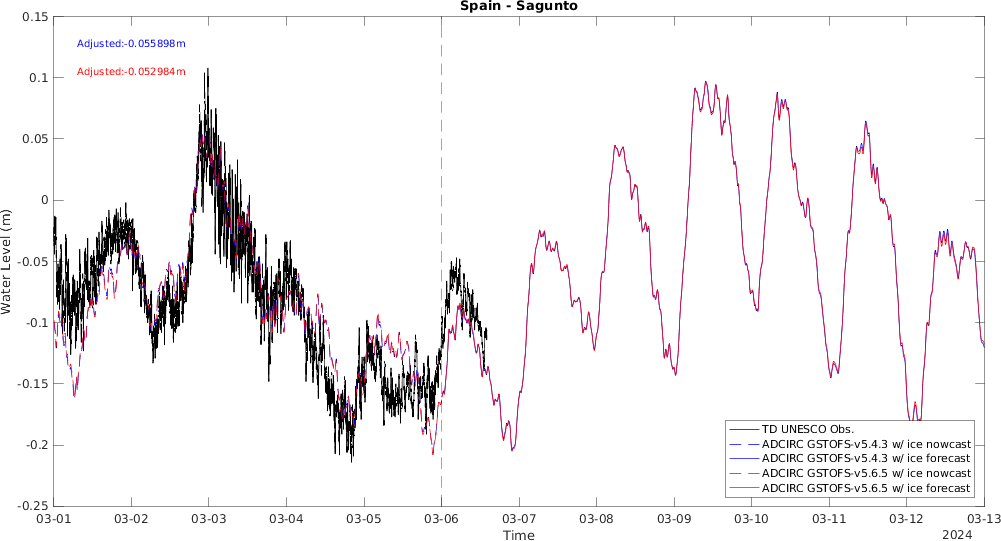 Spain - Sagunto
Adjusted:-0.055898m
Adjusted:-0.052984m
Water Level (m)
0.15
0.1
0.05
0
-0.05
-0.1
-0.15
-0.2
-0.25
TD UNESCO Obs.
ADCIRC GSTOFS-v5.4.3 w/ ice nowcast
ADCIRC GSTOFS-v5.4.3 w/ ice forecast
ADCIRC GSTOFS-v5.6.5 w/ ice nowcast
ADCIRC GSTOFS-v5.6.5 w/ ice forecast
03-01 03-02 03-03 03-04 03-05 03-06 03-07 03-08 03-09 03-10 03-11 03-12 03-13
Time
2024